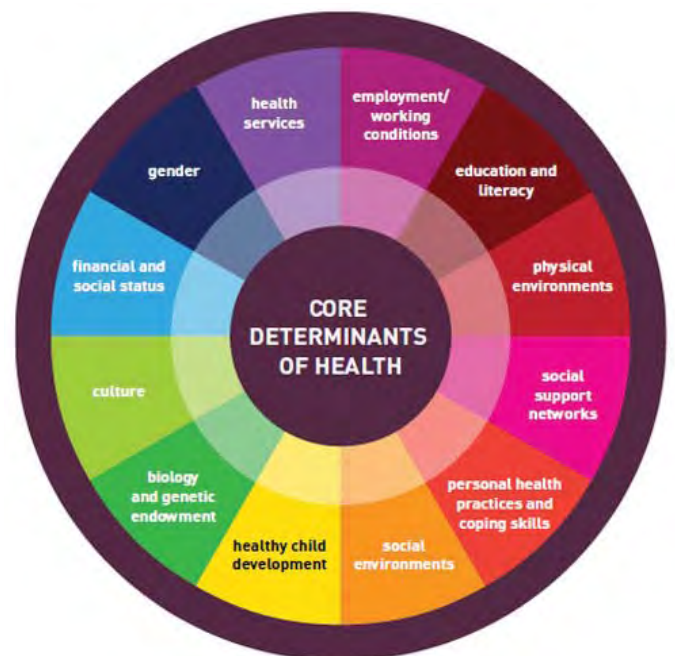 CORE
DETERMINANTS
OF HEALTH
health
services
employment/
working
conditions
education and
literacy
physical
environments
social
support
networks
personal health
practices and
coping skills
social
environments
healthy child
development
biology
and genetic
endowment
culture
financial and
social status
gender